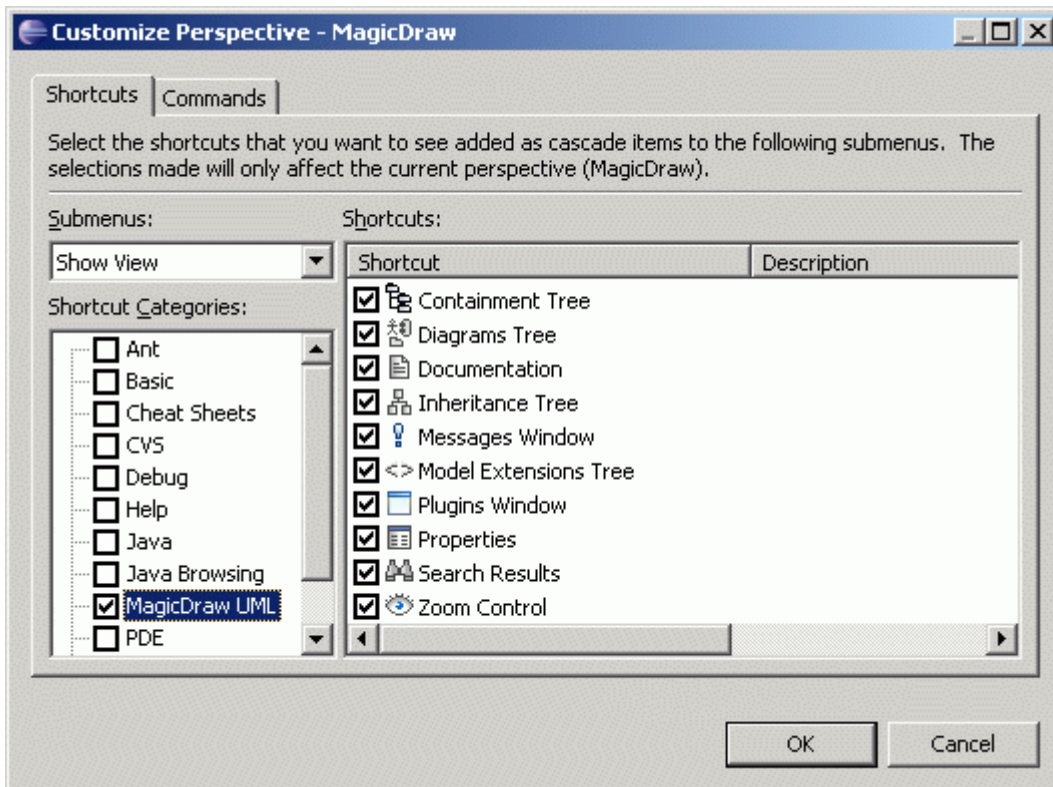 Customize Perspective - MagicDraw
Shortcuts Commands
Select the shortcuts that you want to see added as cascade items to the following submenus. The
selections made will only affect the current perspective (MagicDraw).
Submenus:
Show View
Shortcut Categories:
Ant
Basic
Cheat Sheets
CVS
Debug
Help
Java
Java Browsing
MagicDraw UML
PDE
Shortcuts:
Shortcut Description
Containment Tree
Diagrams Tree
Documentation
Inheritance Tree
Messages Window
Model Extensions Tree
Plugins Window
Properties
Search Results
Zoom Control
OK Cancel